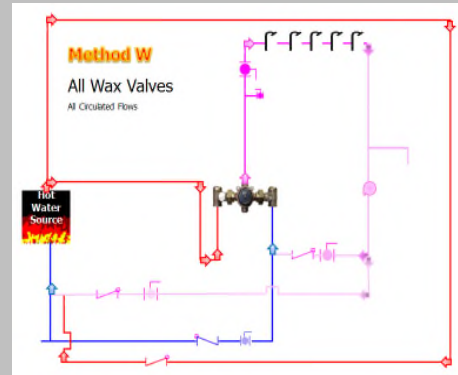 Method W
All Wax Valves
All Circulated Flows
Hot
Water
Source